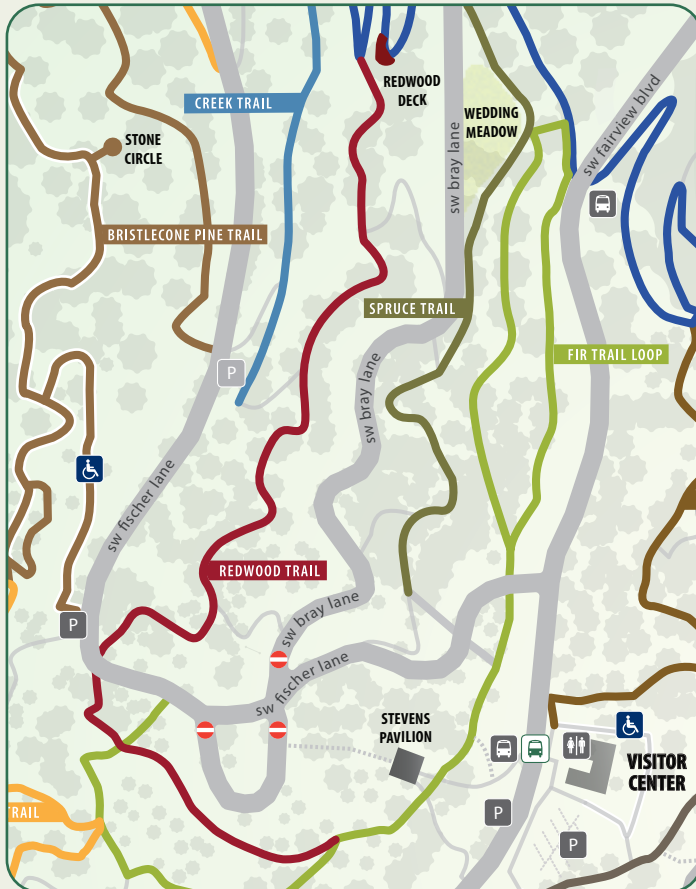 CREEK TRAIL
REDWOOD
DECK
WEDDING
MEADOW
sw fairview blvd
STONE
CIRCLE
sw bray lane
BRISTLECONE PINE TRAIL
SPRUCE TRAIL
FIR TRAIL LOOP
P
sw bray lane
sw fischer lane
REDWOOD TRAIL
sw bray lane
P
sw fischer lane
STEVENS
PAVILION
VISITOR
CENTER
TRAIL
P
P